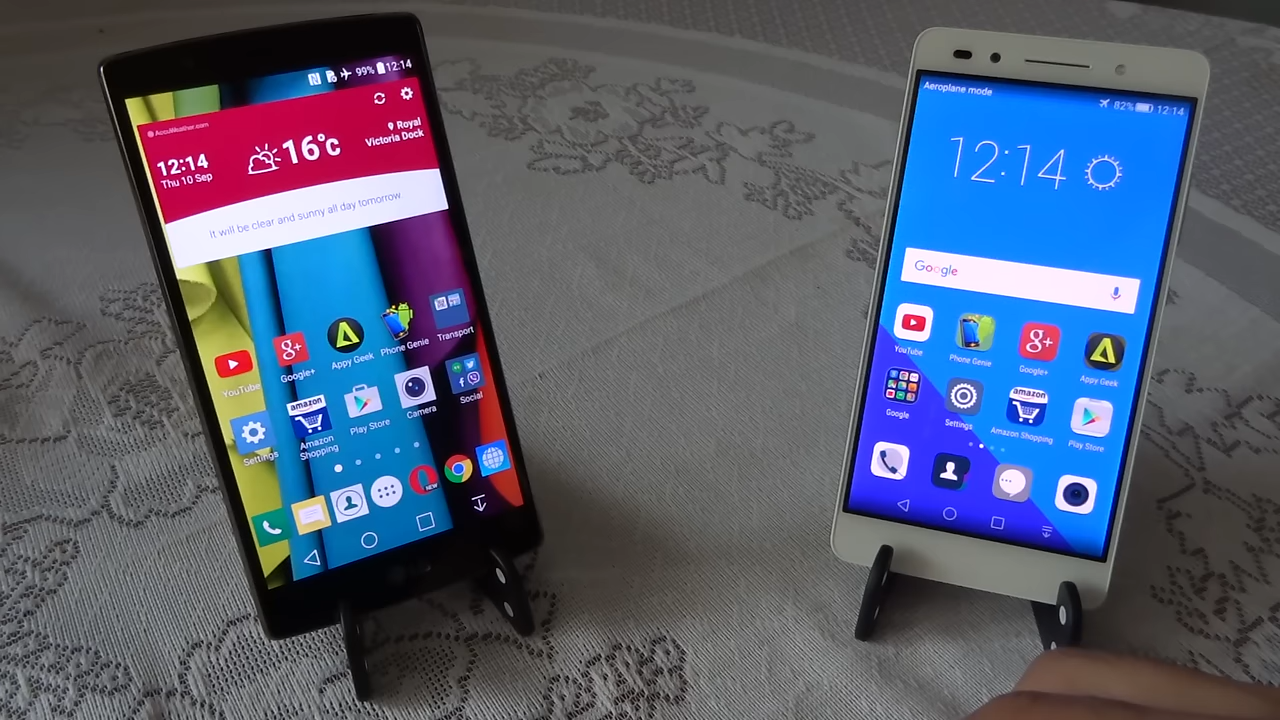 99% 12:14
AccuWeather.com
12:14
Thu 10 Sep
16°c
Royal
Victoria Dock
It will be clear and sunny all day tomorrow
YouTube
g+
Google+
Appy Geek
Phone Genie
Transport
Settings
amazon
Amazon
Shopping
Play Store
Camera
Social
NEW
Aeroplane mode
82% 12:14
12:14
Google
YouTube
Phone Genie
g+
Google+
Appy Geek
Google
Settings
amazon
Amazon Shopping
Play Store